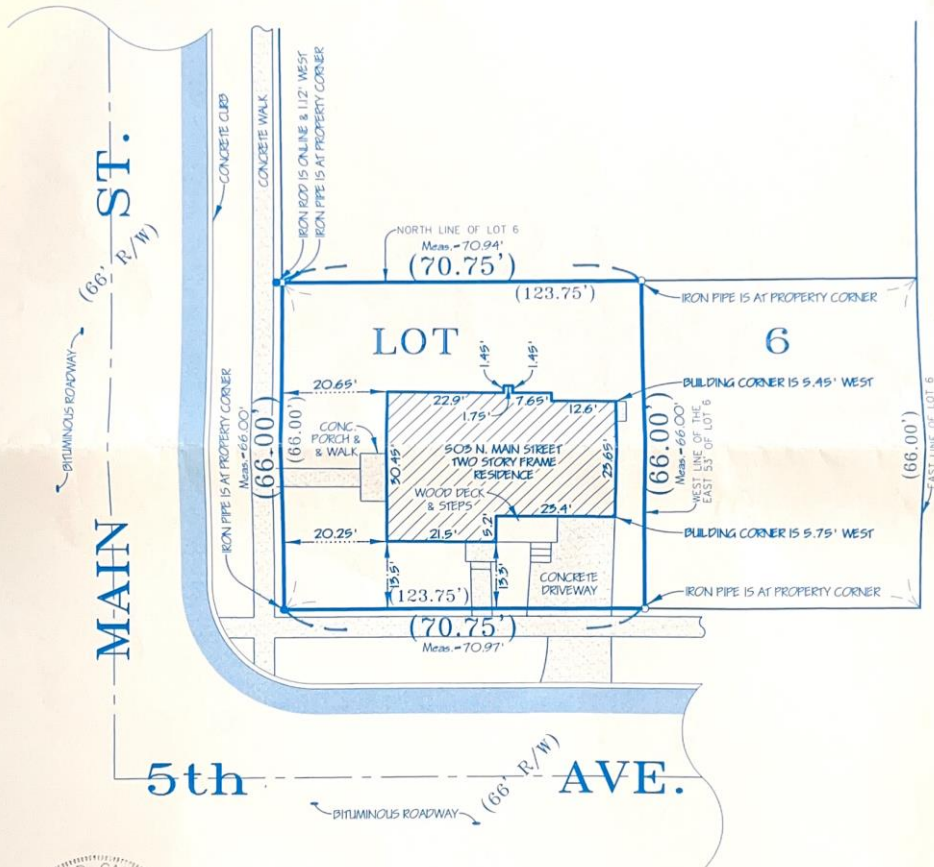 MAIN ST.
(66' R/W)
BITUMINOUS ROADWAY
CONCRETE CURB
CONCRETE WALK
IRON ROD IS ONLINE & 1.12' WEST
IRON PIPE IS AT PROPERTY CORNER
NORTH LINE OF LOT 6
Meas.=70.94'
(70.75')
(123.75')
IRON PIPE IS AT PROPERTY CORNER
LOT 6
1.45'
1.45'
20.65'
22.9'
1.75'
7.65'
12.6'
BUILDING CORNER IS 5.45' WEST
CONC.
PORCH
& WALK
30.45'
503 N. MAIN STREET
TWO STORY FRAME
RESIDENCE
23.65'
WOOD DECK
& STEPS
23.4'
IRON PIPE IS AT PROPERTY CORNER
Meas.=66.00'
(66.00')
(66.00')
(66.00')
Meas.=66.00'
WEST LINE OF THE
EAST 53' OF LOT 6
(66.00')
EAST LINE OF LOT 6
20.25'
21.5'
5.2'
BUILDING CORNER IS 5.75' WEST
13.5'
13.3'
CONCRETE
DRIVEWAY
(123.75')
IRON PIPE IS AT PROPERTY CORNER
(70.75')
Meas.=70.97'
5th AVE.
(66' R/W)
BITUMINOUS ROADWAY